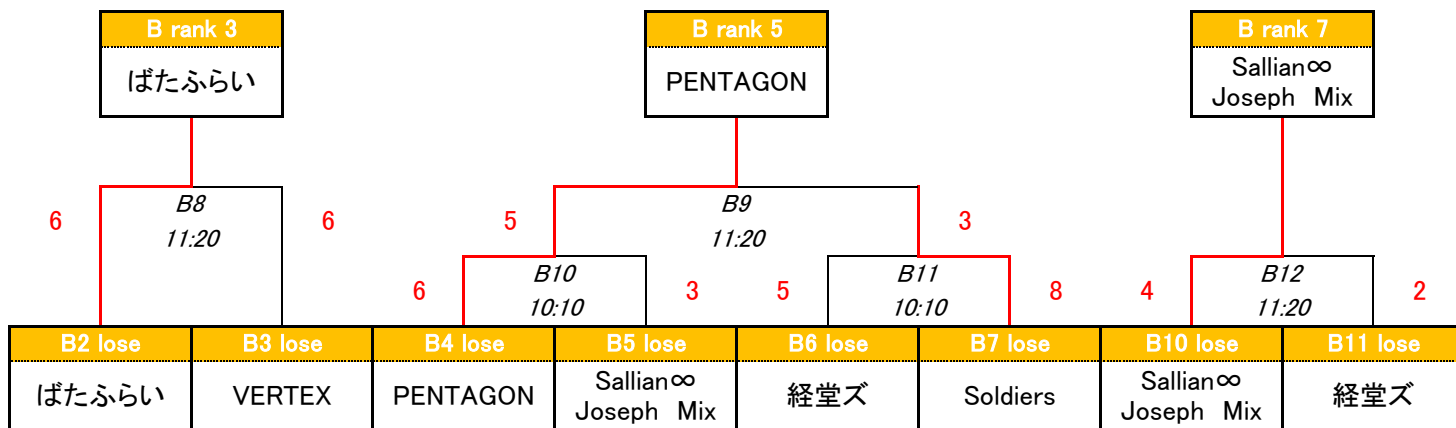 B rank 3
B rank 5
B rank 7
ばたふらい
PENTAGON
Sallian∞
Joseph Mix
6
B8
11:20
6
5
B9
11:20
3
6
B10
10:10
3
5
B11
10:10
8
4
B12
11:20
2
B2 lose
B3 lose
B4 lose
B5 lose
B6 lose
B7 lose
B10 lose
B11 lose
ばたふらい
VERTEX
PENTAGON
Sallian∞
Joseph Mix
経堂ズ
Soldiers
Sallian∞
Joseph Mix
経堂ズ